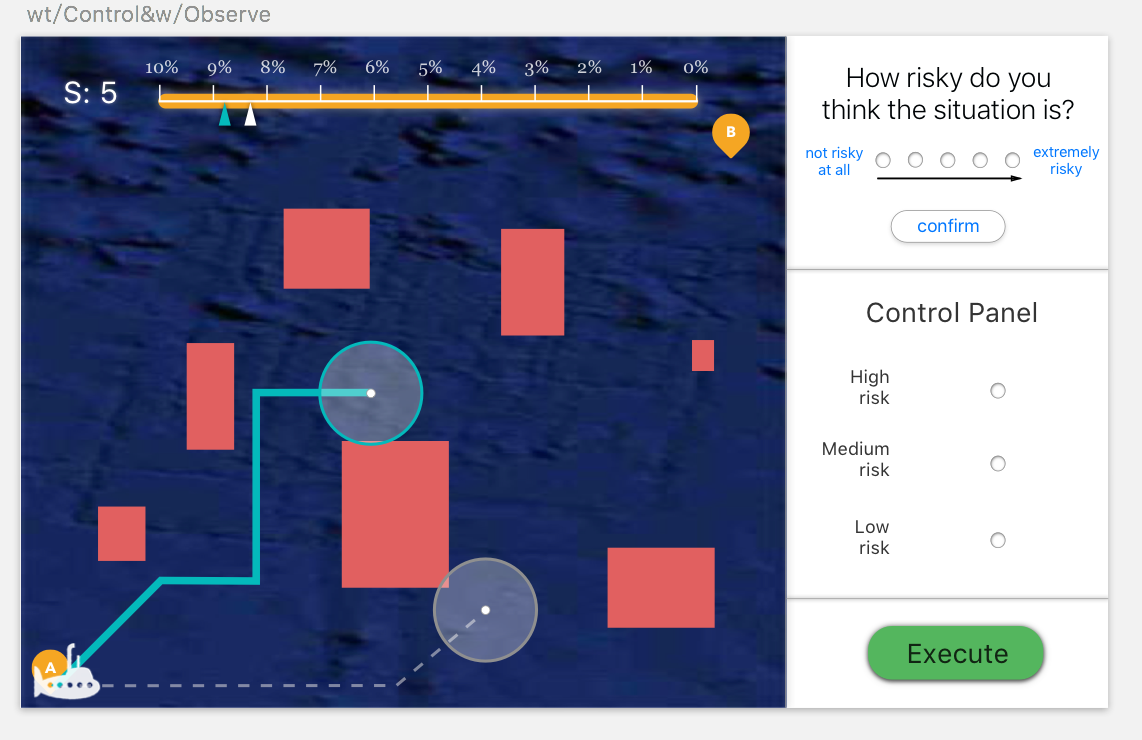 wt/Control&w/Observe
10% 9% 8% 7% 6% 5% 4% 3% 2% 1% 0%
S: 5
B
A
How risky do you
think the situation is?
not risky
at all
extremely
risky
confirm
Control Panel
High
risk
Medium
risk
Low
risk
Execute